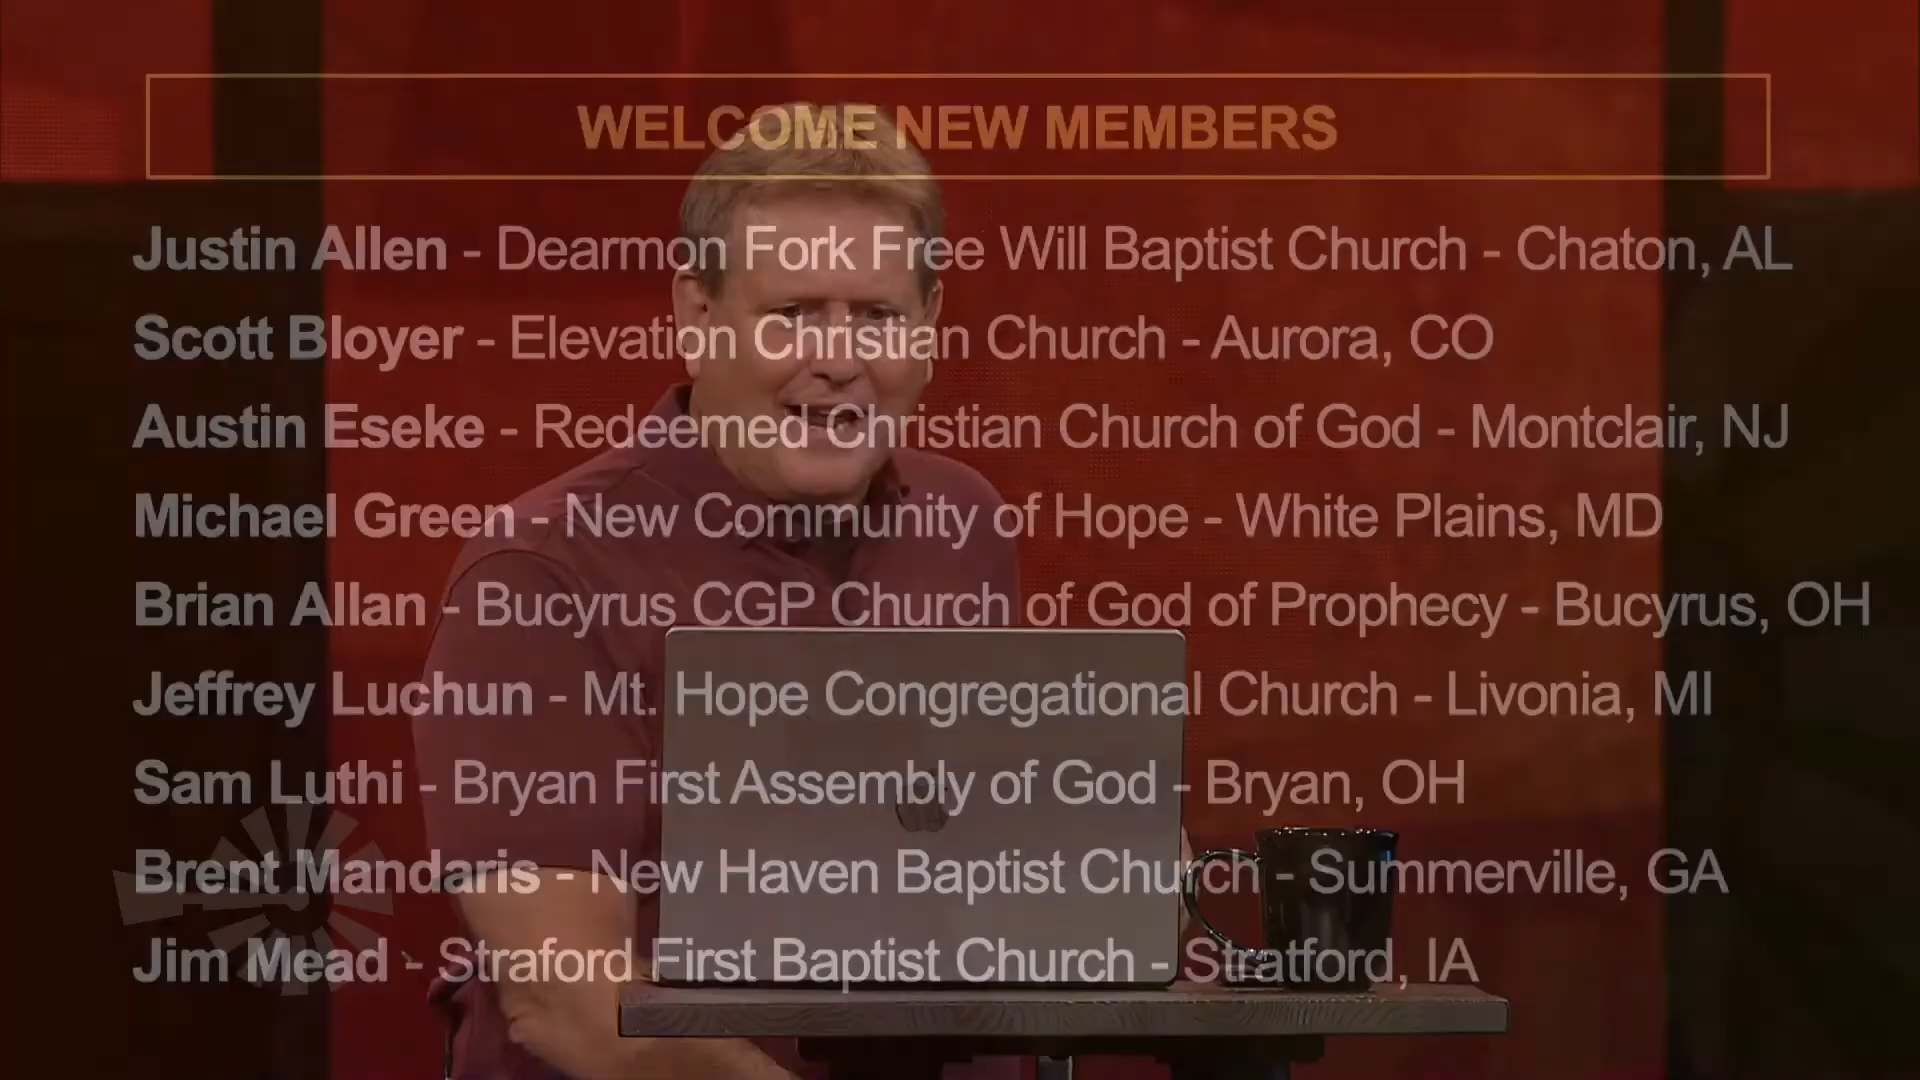 WELCOME NEW MEMBERS
Justin Allen - Dearmon Fork Free Will Baptist Church - Chaton, AL
Scott Bloyer - Elevation Christian Church - Aurora, CO
Austin Eseke - Redeemed Christian Church of God - Montclair, NJ
Michael Green - New Community of Hope - White Plains, MD
Brian Allan - Bucyrus CGP Church of God of Prophecy - Bucyrus, OH
Jeffrey Luchun - Mt. Hope Congregational Church - Livonia, MI
Sam Luthi - Bryan First Assembly of God - Bryan, OH
Brent Mandaris - New Haven Baptist Church - Summerville, GA
Jim Mead - Straford First Baptist Church - Stratford, IA